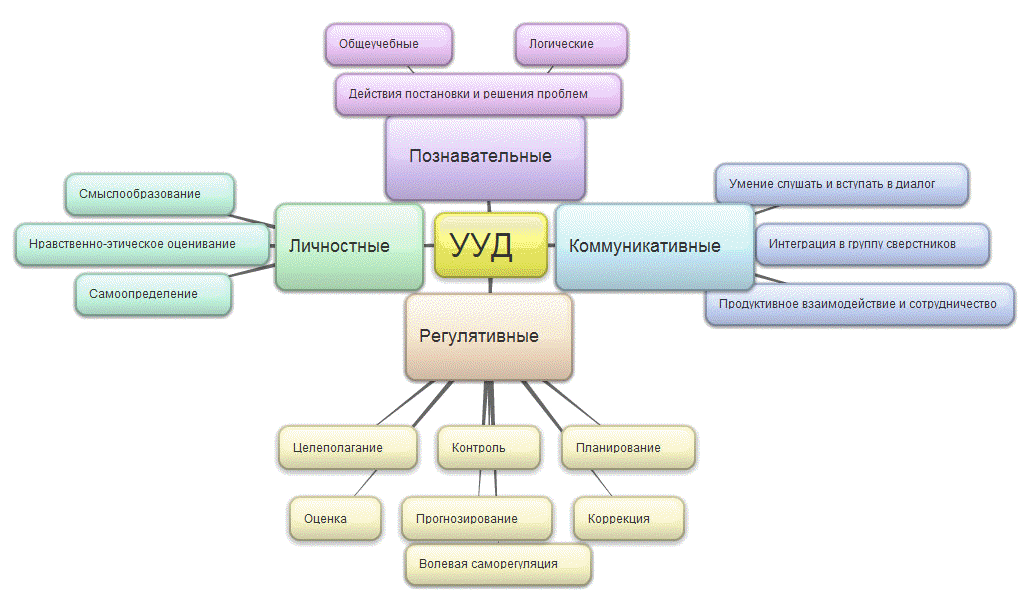 Общеучебные
Логические
Действия постановки и решения проблем
Познавательные
Смыслообразование
Нравственно-этическое оценивание
Самоопределение
Личностные
УУД
Коммуникативные
Умение слушать и вступать в диалог
Интеграция в группу сверстников
Продуктивное взаимодействие и сотрудничество
Регулятивные
Целеполагание
Контроль
Планирование
Оценка
Прогнозирование
Коррекция
Волевая саморегуляция